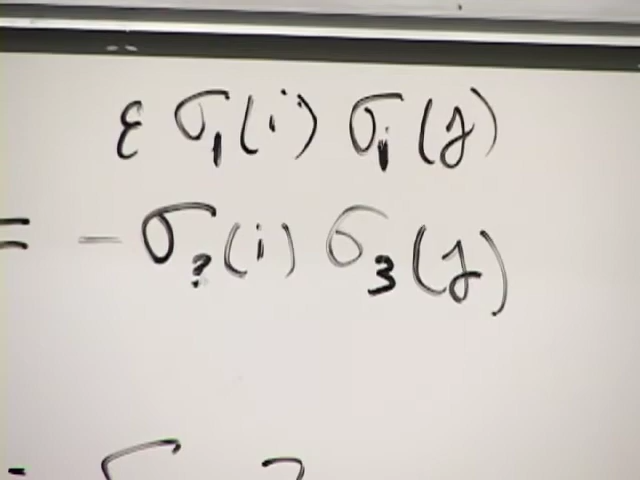 ε σ₁(i) σ₁(j)
= - σ₃(i) σ₃(j)